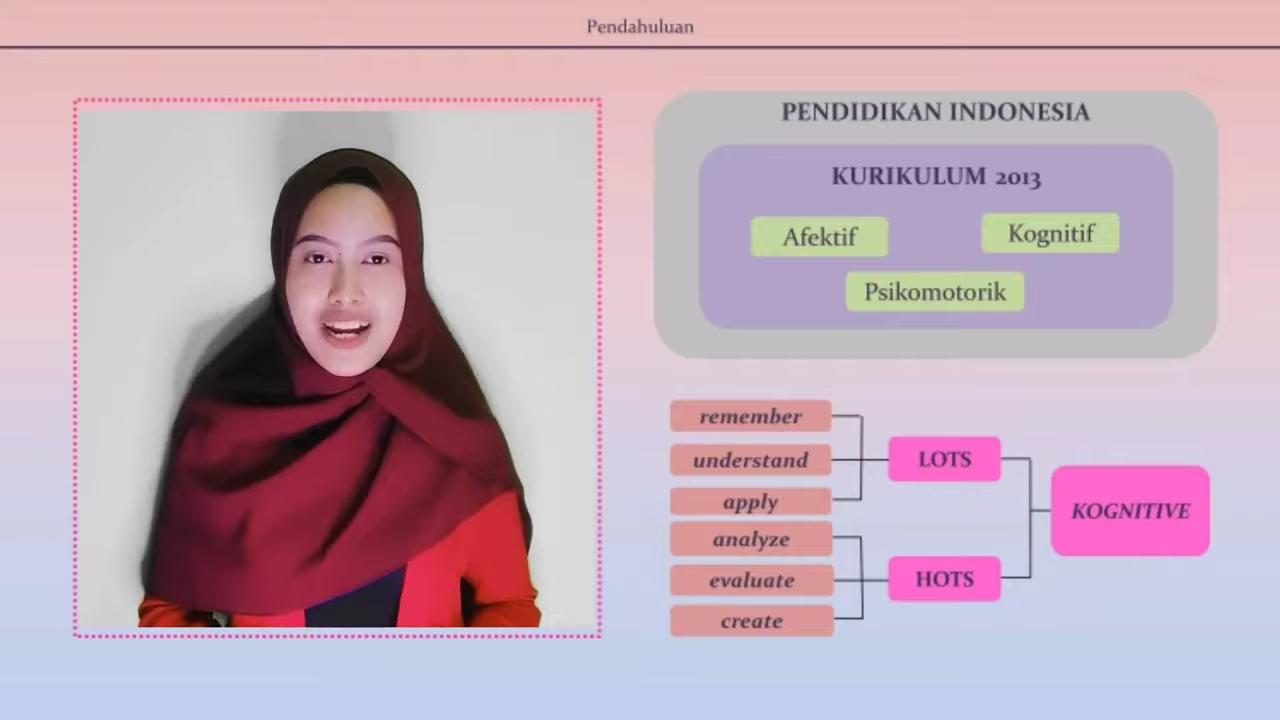 Pendahuluan
PENDIDIKAN INDONESIA
KURIKULUM 2013
Afektif
Kognitif
Psikomotorik
remember
understand
apply
analyze
evaluate
create
LOTS
HOTS
KOGNITIVE